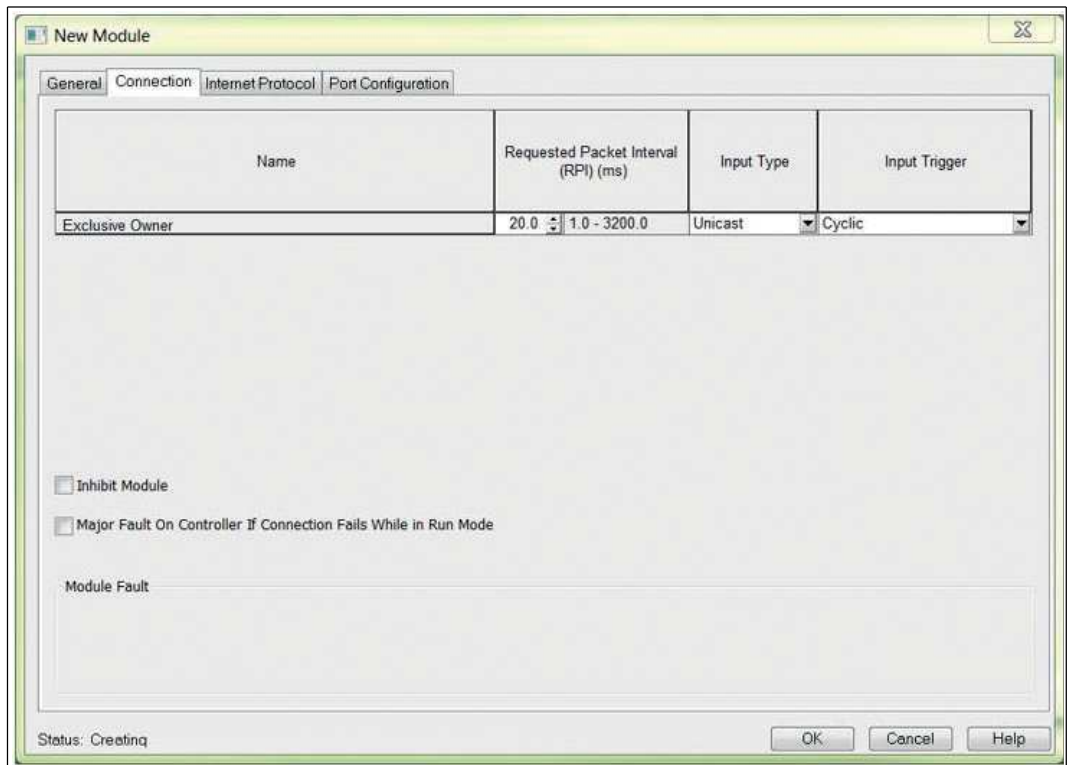 New Module
General Connection Internet Protocol Port Configuration
Name Requested Packet Interval (RPI) (ms) Input Type Input Trigger
Exclusive Owner 20.0 1.0 - 3200.0 Unicast Cyclic
Inhibit Module
Major Fault On Controller If Connection Fails While in Run Mode
Module Fault
Status: Creating OK Cancel Help